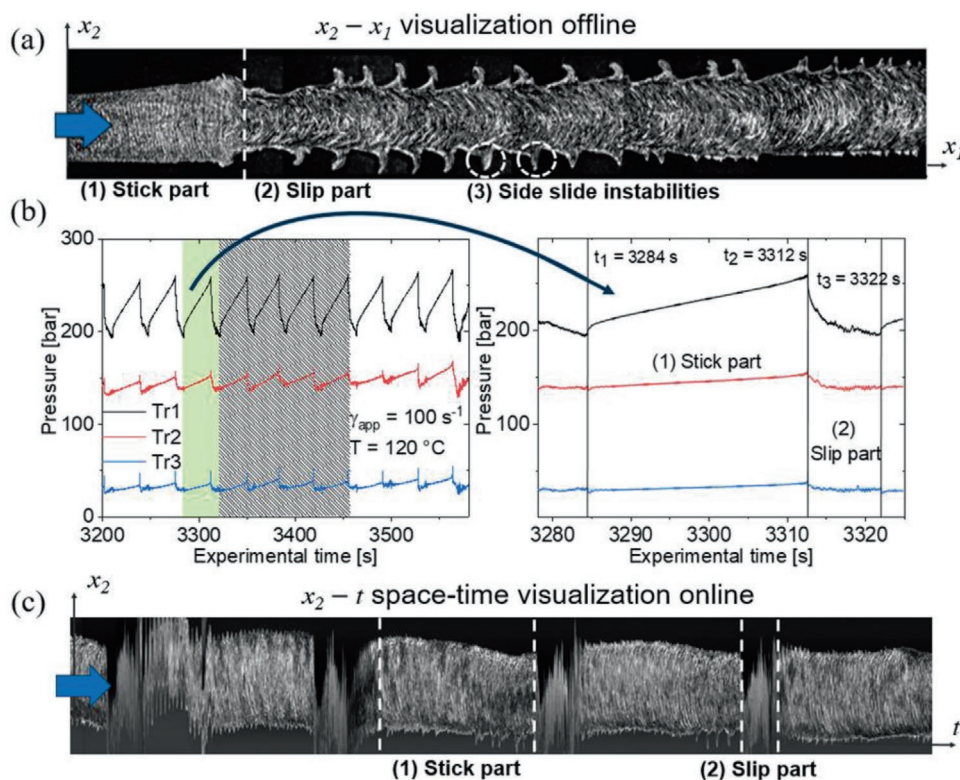 (a)
x₂
x₂ – x₁ visualization offline
x₁
(1) Stick part
(2) Slip part
(3) Side slide instabilities
(b)
300
200
100
0
Pressure [bar]
Tr1
Tr2
Tr3
γapp = 100 s⁻¹
T = 120 °C
3200
3300
3400
3500
Experimental time [s]
t₁ = 3284 s
t₂ = 3312 s
t₃ = 3322 s
(1) Stick part
(2)
Slip part
200
100
0
Pressure [bar]
3280
3290
3300
3310
3320
Experimental time [s]
(c)
x₂
x₂ – t space-time visualization online
t
(1) Stick part
(2) Slip part